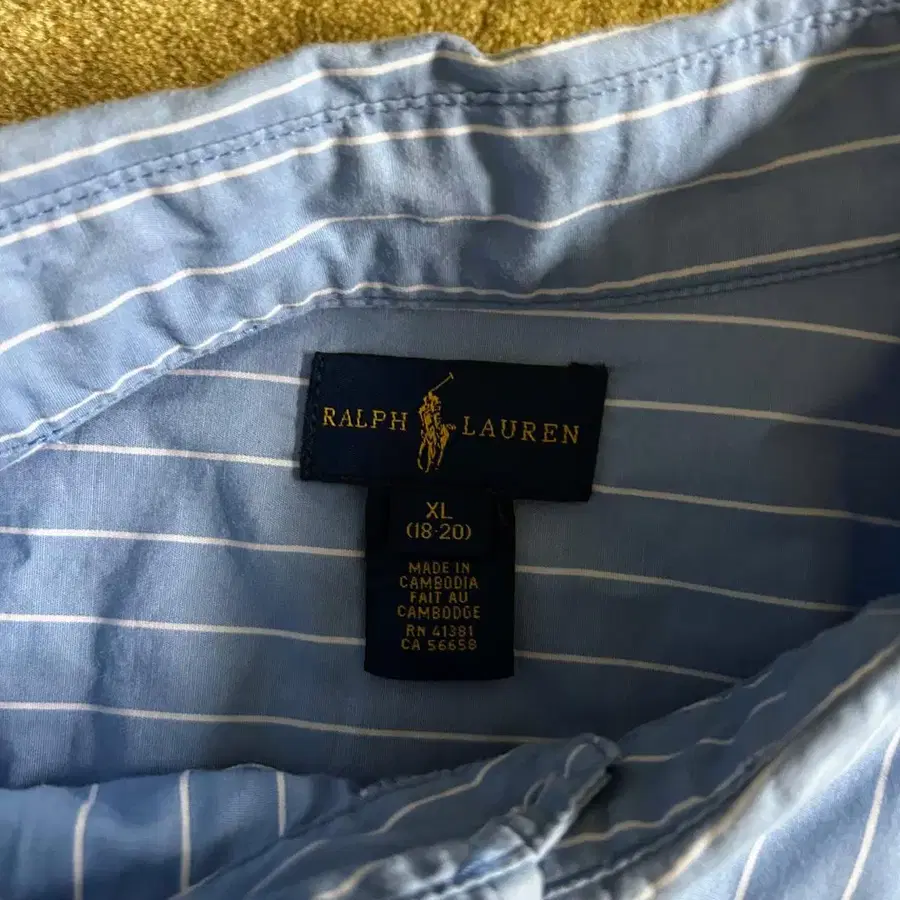 RALPH LAUREN
XL
(18-20)
MADE IN
CAMBODIA
FAIT AU
CAMBODGE
RN 41381
CA 56658